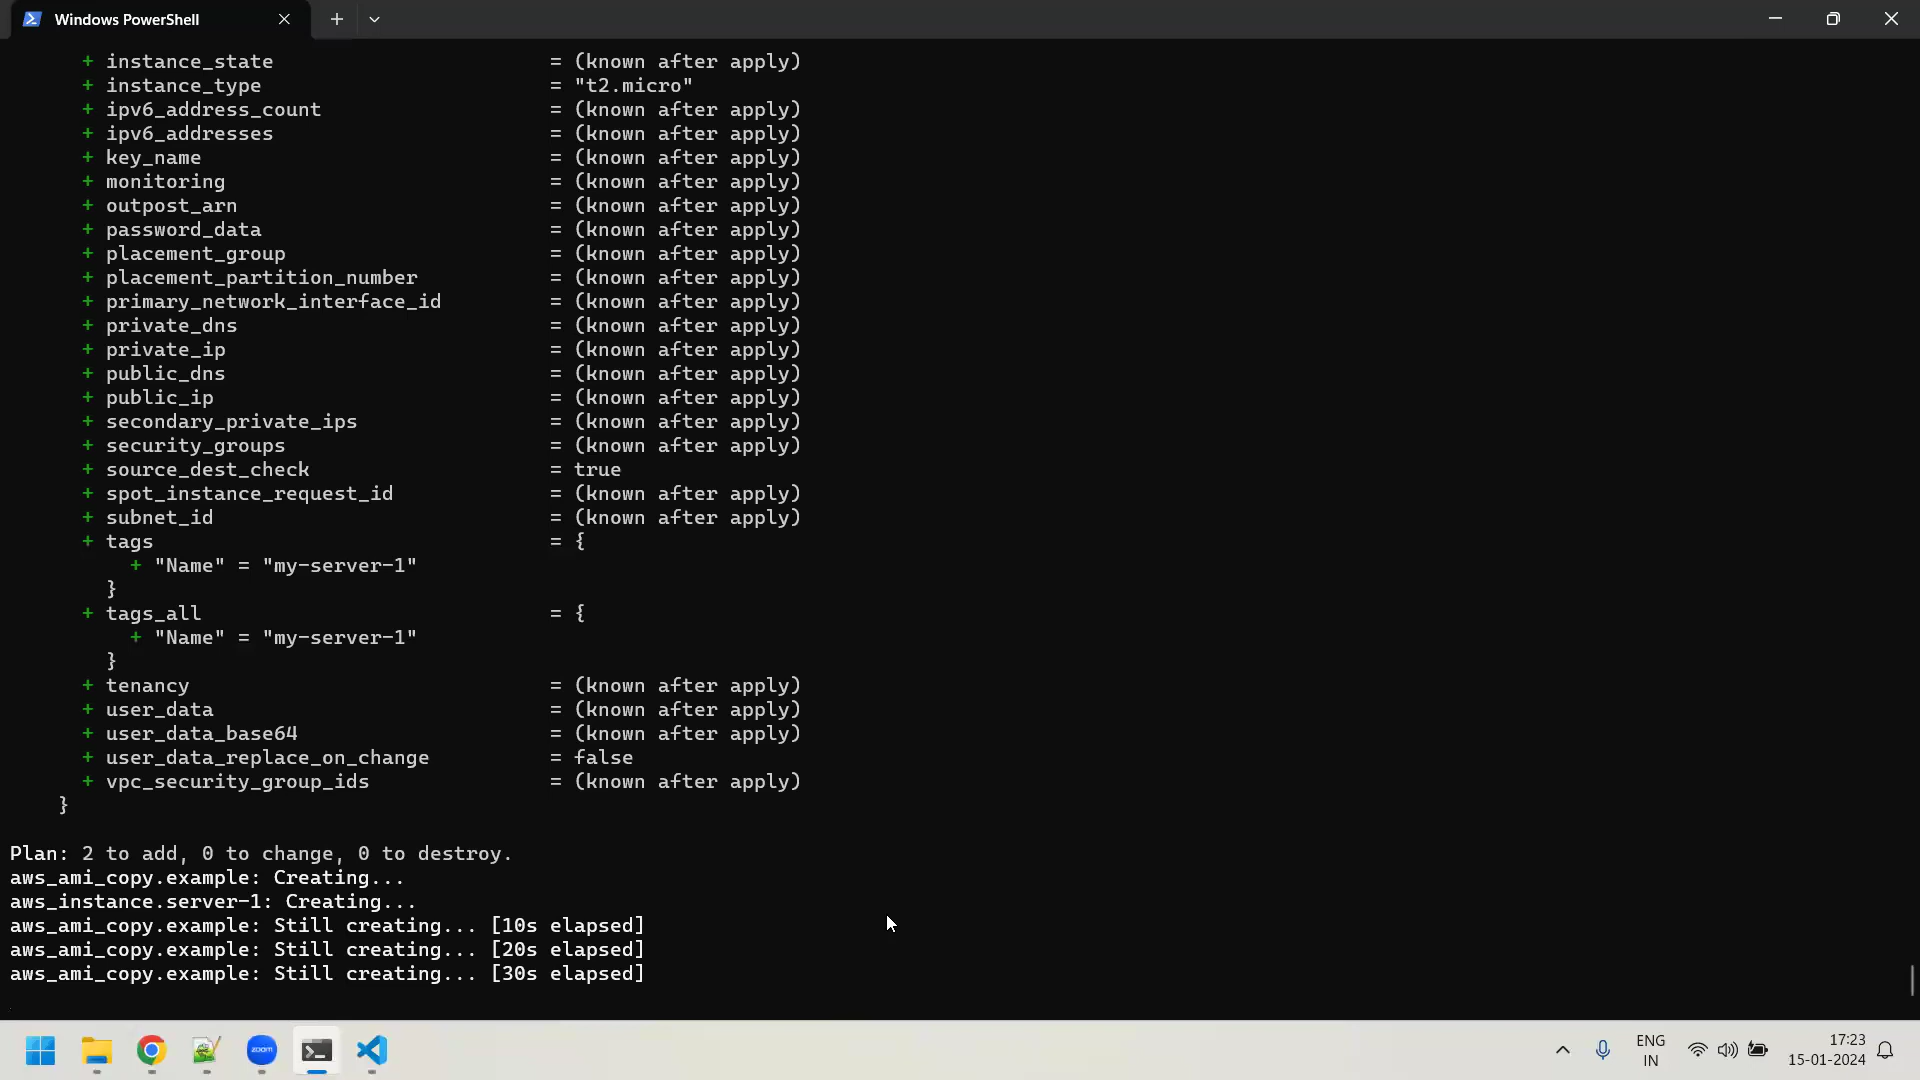 Windows PowerShell
+ instance_state = (known after apply)
+ instance_type = "t2.micro"
+ ipv6_address_count = (known after apply)
+ ipv6_addresses = (known after apply)
+ key_name = (known after apply)
+ monitoring = (known after apply)
+ outpost_arn = (known after apply)
+ password_data = (known after apply)
+ placement_group = (known after apply)
+ placement_partition_number = (known after apply)
+ primary_network_interface_id = (known after apply)
+ private_dns = (known after apply)
+ private_ip = (known after apply)
+ public_dns = (known after apply)
+ public_ip = (known after apply)
+ secondary_private_ips = (known after apply)
+ security_groups = (known after apply)
+ source_dest_check = true
+ spot_instance_request_id = (known after apply)
+ subnet_id = (known after apply)
+ tags = {
+ "Name" = "my-server-1"
}
+ tags_all = {
+ "Name" = "my-server-1"
}
+ tenancy = (known after apply)
+ user_data = (known after apply)
+ user_data_base64 = (known after apply)
+ user_data_replace_on_change = false
+ vpc_security_group_ids = (known after apply)
}
Plan: 2 to add, 0 to change, 0 to destroy.
aws_ami_copy.example: Creating...
aws_instance.server-1: Creating...
aws_ami_copy.example: Still creating... [10s elapsed]
aws_ami_copy.example: Still creating... [20s elapsed]
aws_ami_copy.example: Still creating... [30s elapsed]
zoom
ENG
IN
17:23
15-01-2024